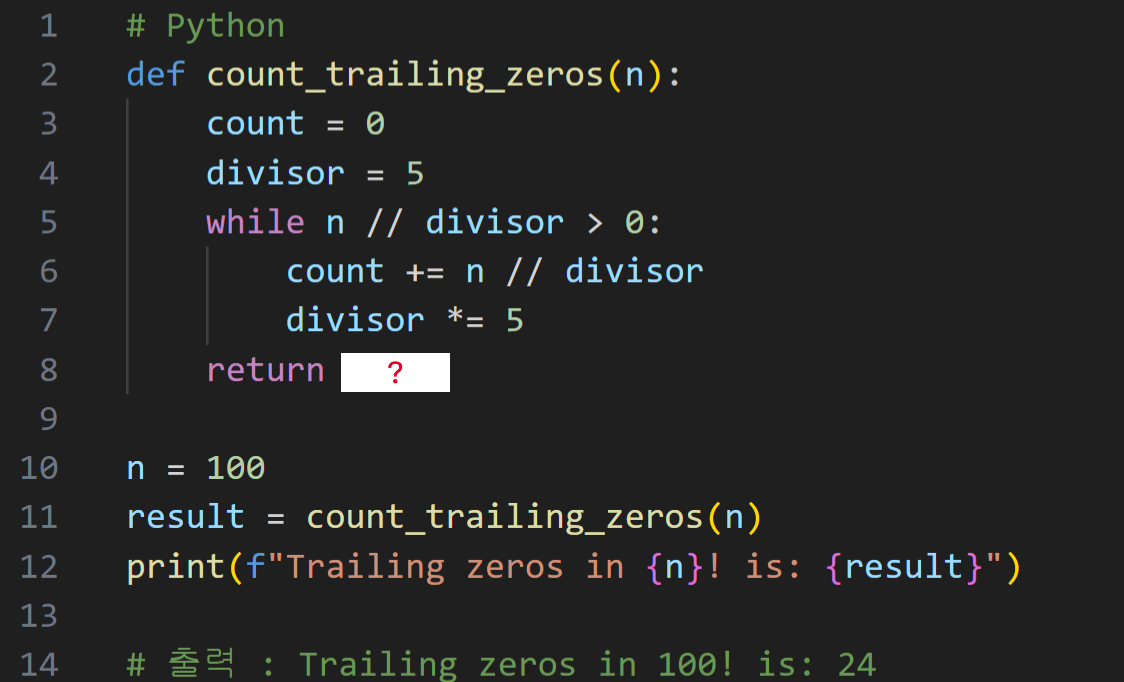 1 # Python
2 def count_trailing_zeros(n):
3     count = 0
4     divisor = 5
5     while n // divisor > 0:
6         count += n // divisor
7         divisor *= 5
8     return ?
9
10 n = 100
11 result = count_trailing_zeros(n)
12 print(f"Trailing zeros in {n}! is: {result}")
13
14 # 출력 : Trailing zeros in 100! is: 24